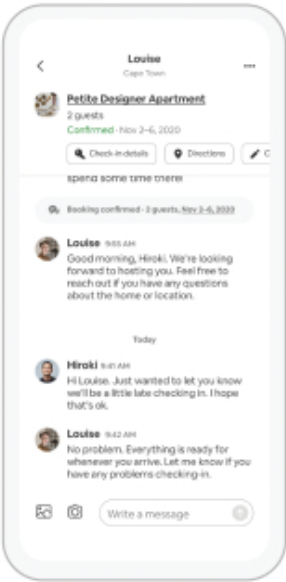 Louise
Cape Town
Petite Designer Apartment
2 guests
Confirmed · Nov 2-6, 2020
Check-in details
Directions
C
spend some time there!
Booking confirmed · 2 guests, Nov 2-6, 2020
Louise 9:55 AM
Good morning, Hiroki. We're looking
forward to hosting you. Feel free to
reach out if you have any questions
about the home or location.
Today
Hiroki 9:41 AM
Hi Louise. Just wanted to let you know
we'll be a little late checking in. I hope
that's ok.
Louise 9:42 AM
No problem. Everything is ready for
whenever you arrive. Let me know if you
have any problems checking-in.
Write a message